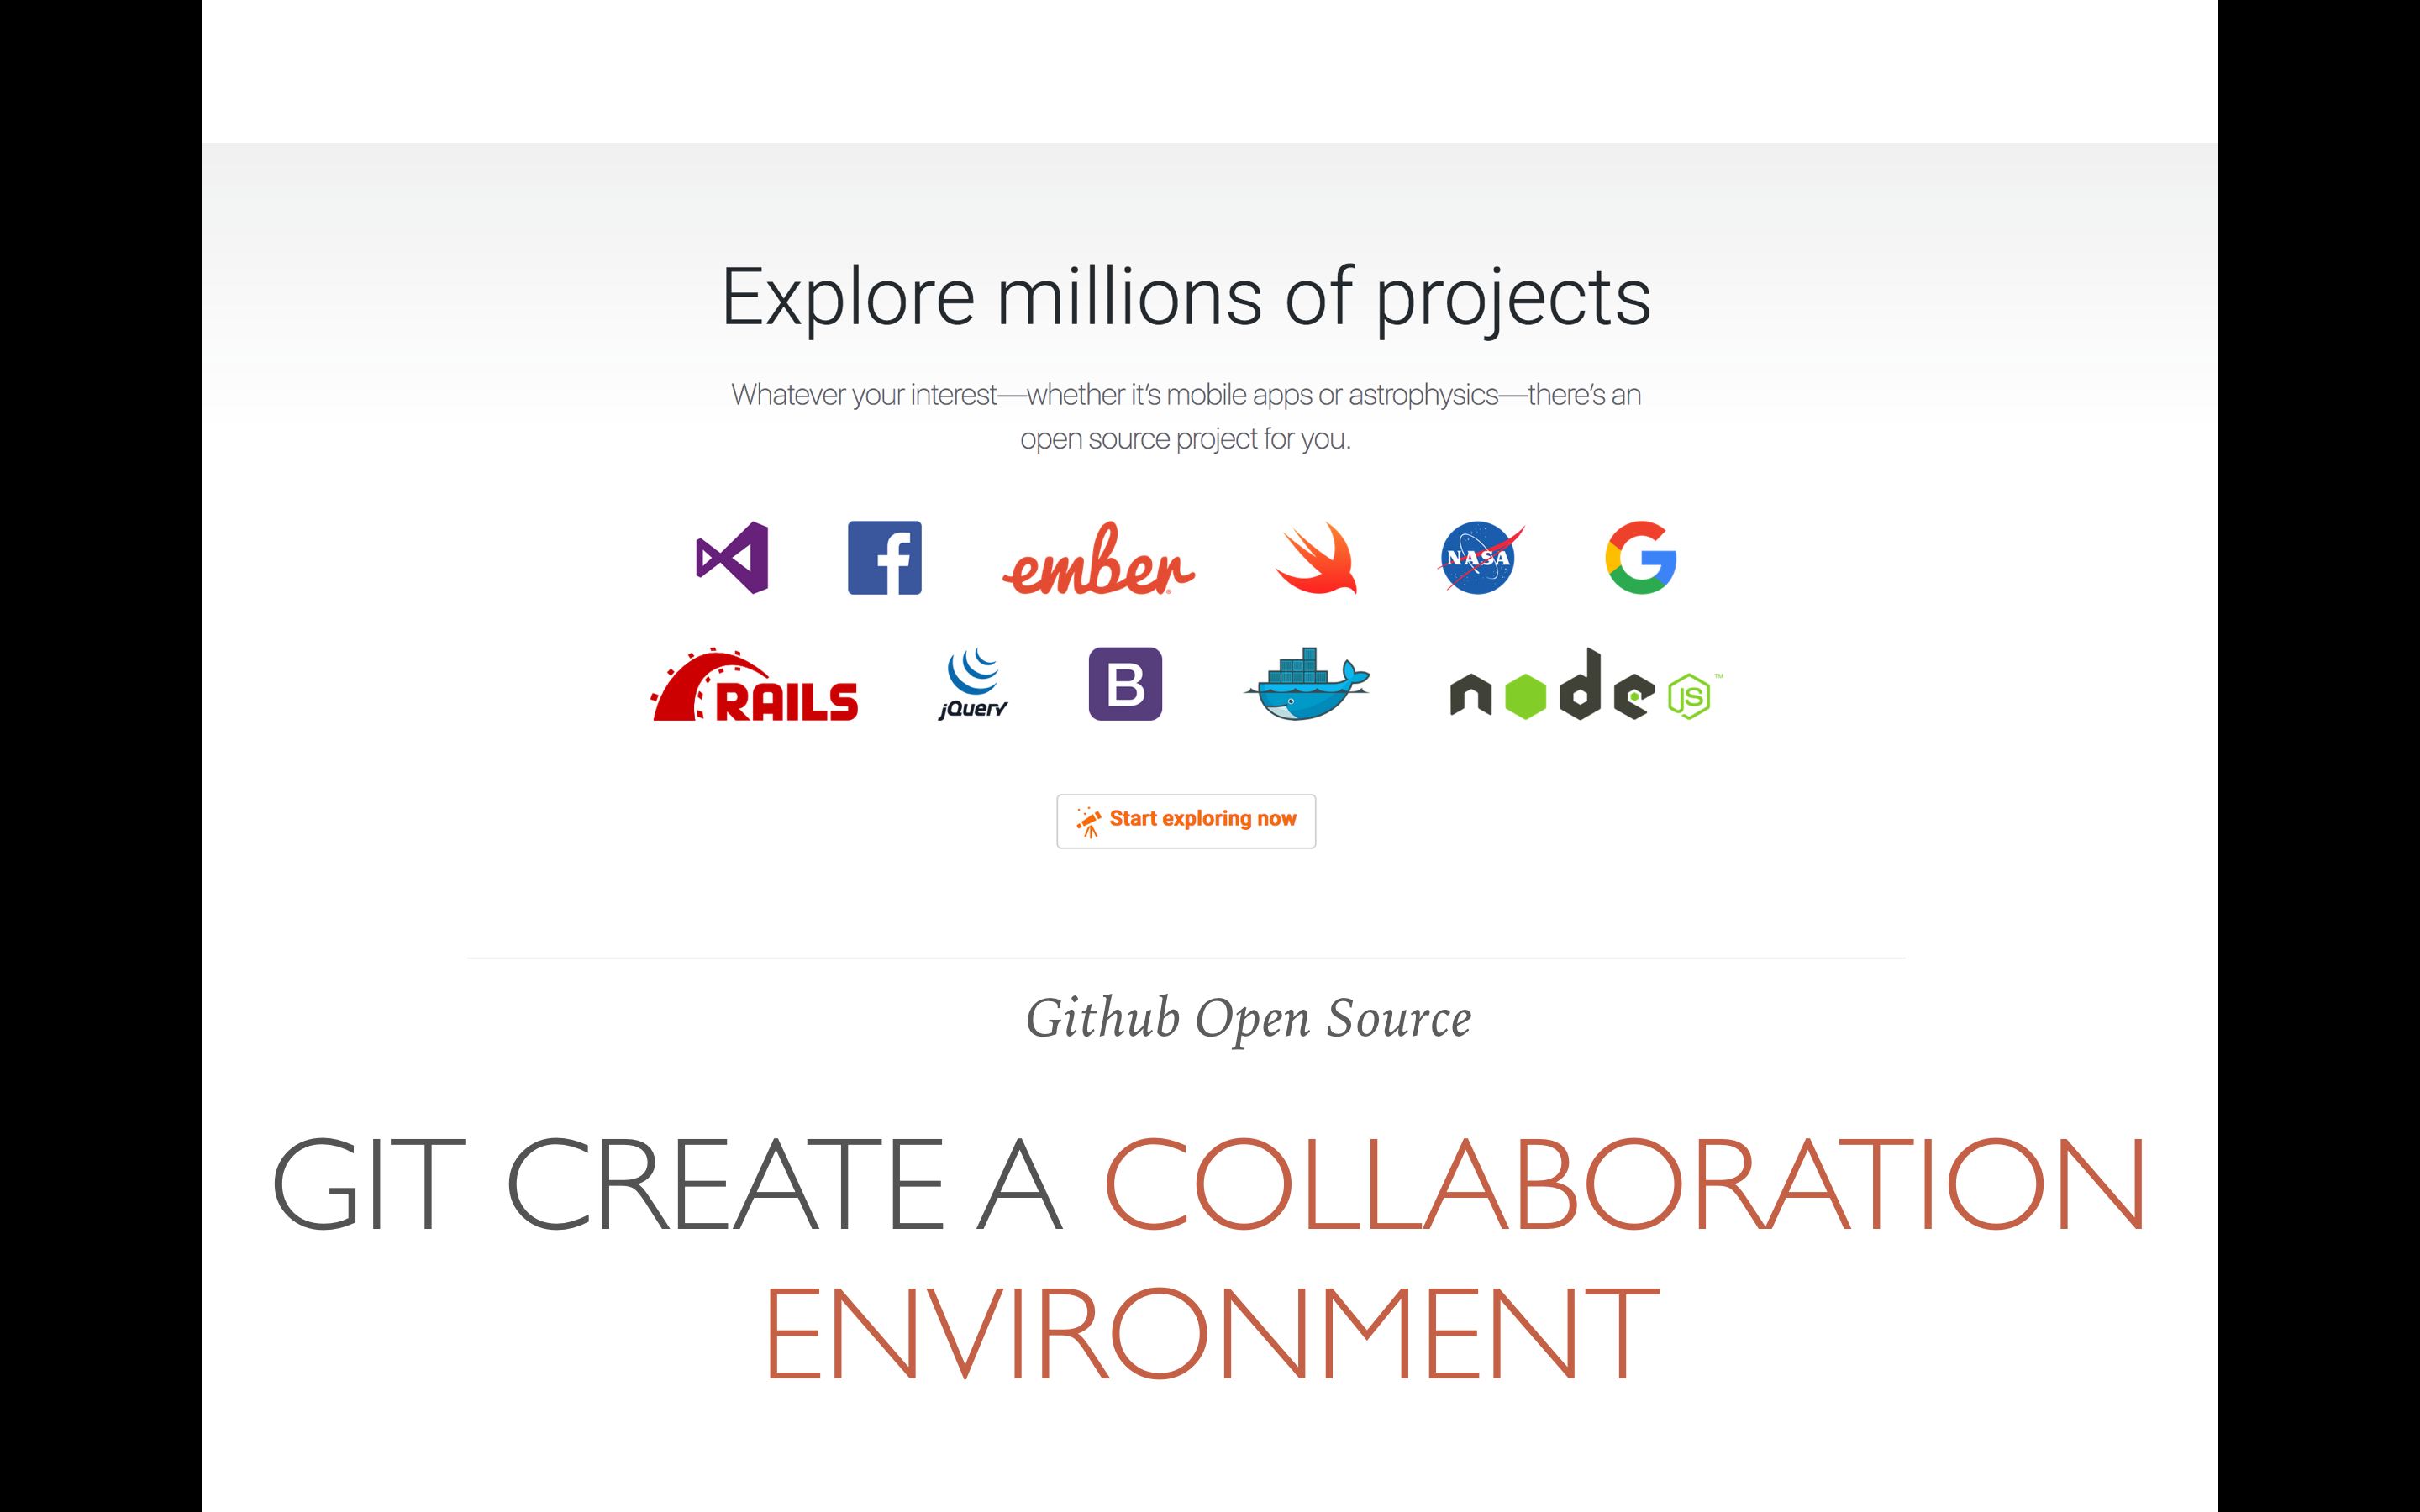 Explore millions of projects
Whatever your interest—whether it's mobile apps or astrophysics—there's an
open source project for you.
f ember NASA G
RAILS jQuery B node JS ™
Start exploring now
Github Open Source
GIT CREATE A COLLABORATION
ENVIRONMENT